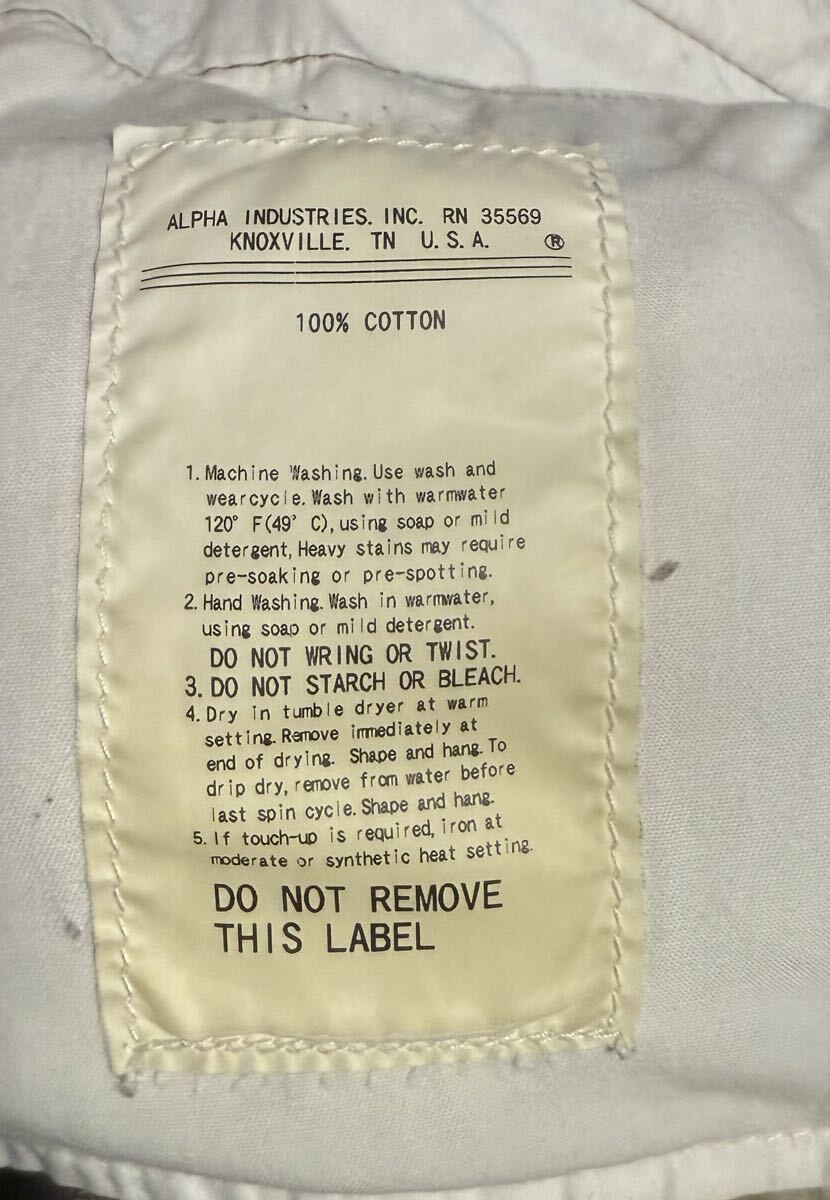 ALPHA INDUSTRIES. INC. RN 35569
KNOXVILLE. TN U.S.A. ®
100% COTTON
1. Machine Washing. Use wash and
wearcycle. Wash with warmwater
120° F(49° C), using soap or mild
detergent, Heavy stains may require
pre-soaking or pre-spotting.
2. Hand Washing. Wash in warmwater,
using soap or mild detergent.
DO NOT WRING OR TWIST.
3. DO NOT STARCH OR BLEACH.
4. Dry in tumble dryer at warm
setting. Remove immediately at
end of drying. Shape and hang. To
drip dry, remove from water before
last spin cycle. Shape and hang.
5. If touch-up is required, iron at
moderate or synthetic heat setting.
DO NOT REMOVE
THIS LABEL